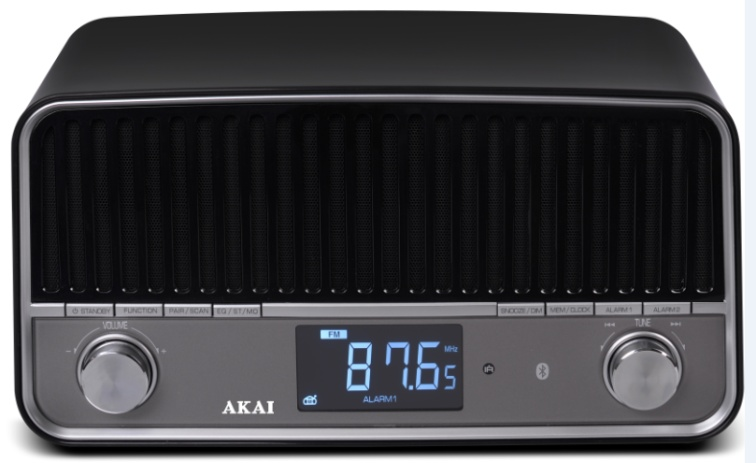 STANDBY FUNCTION PAIR/SCAN EQ/ST/MO SNOOZE/DIM MEM/CLOCK ALARM1 ALARM2
VOLUME
TUNE
- +
FM
87.65 MHz
ALARM1
AKAI